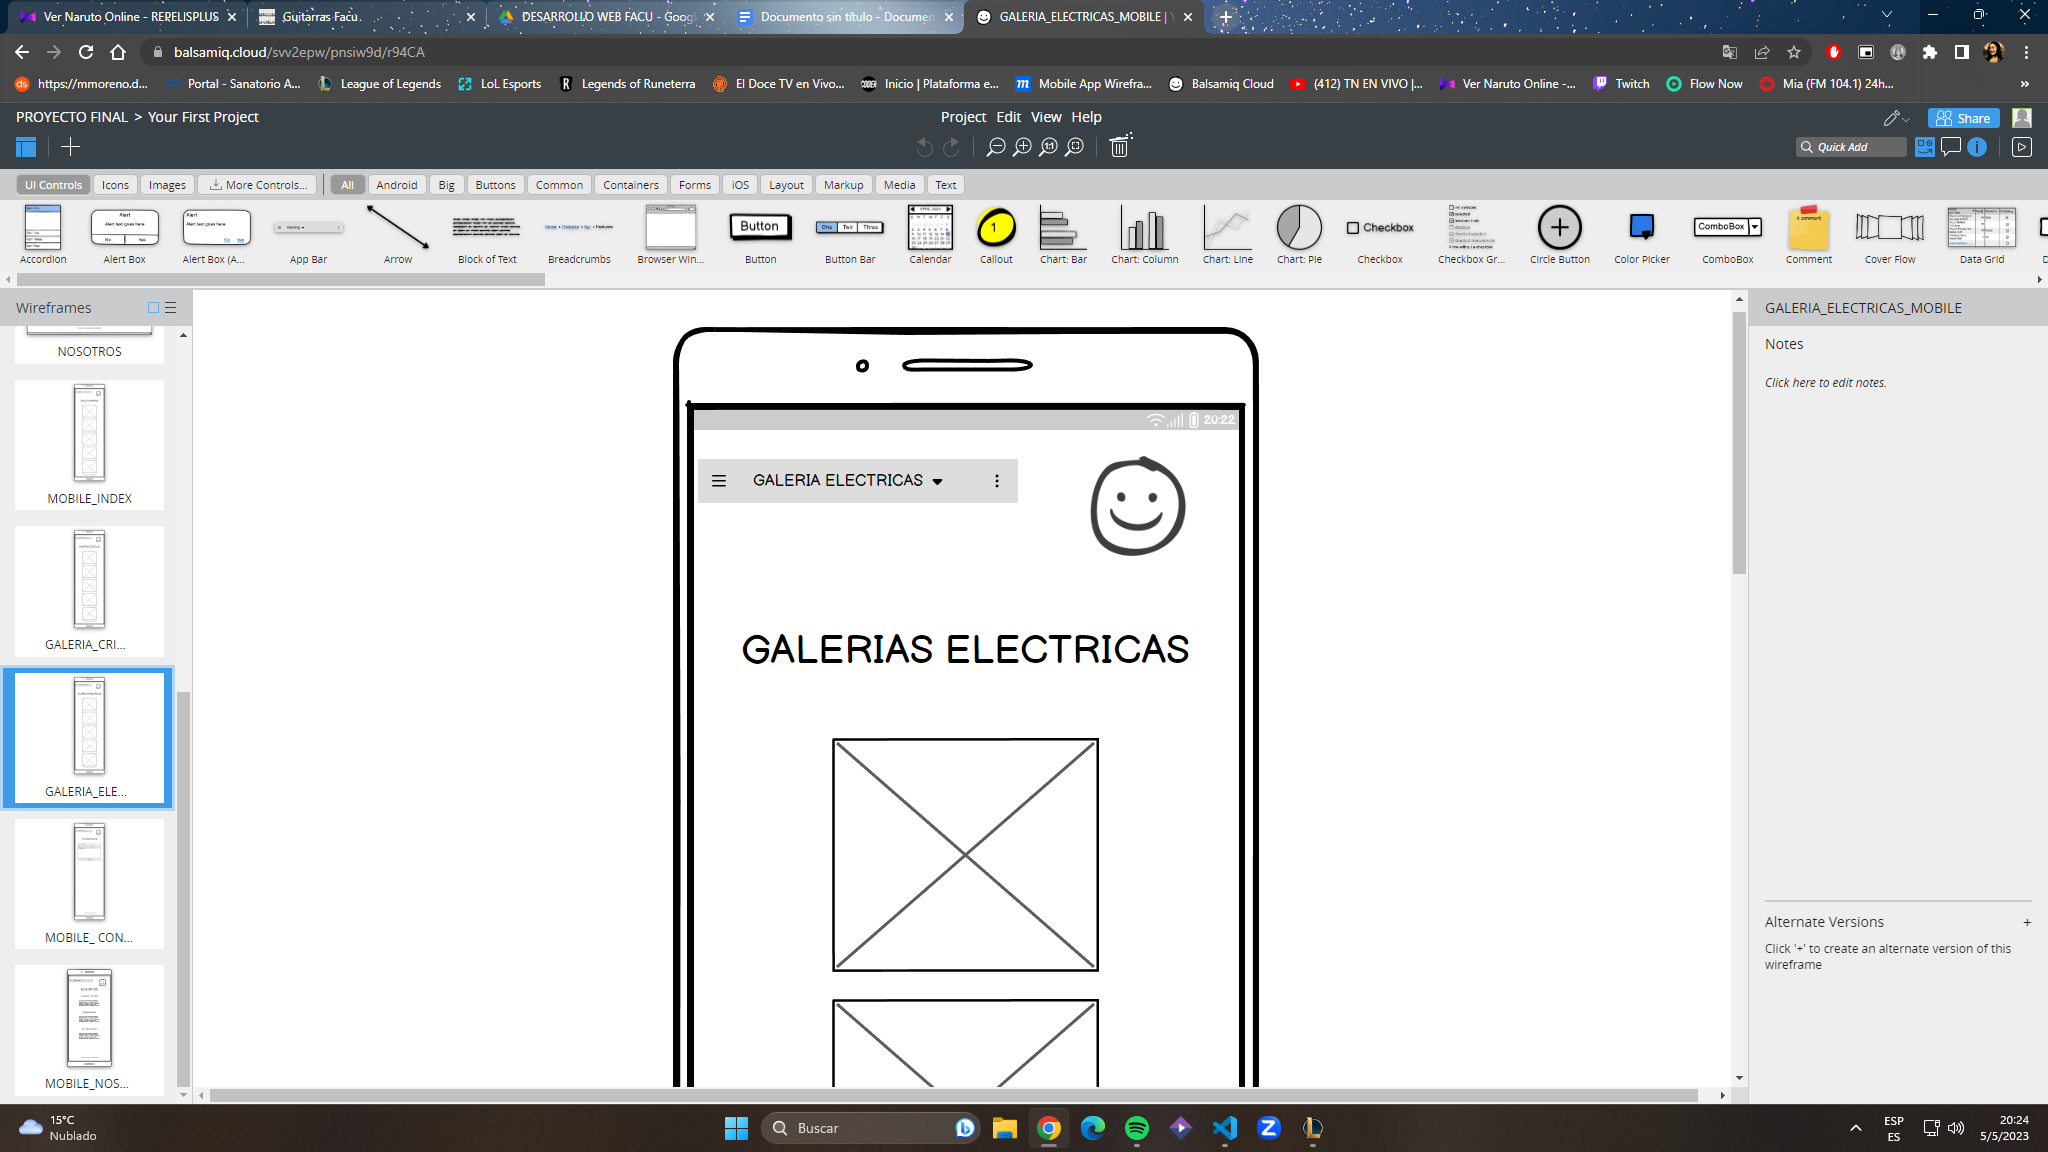 Ver Naruto Online - REPELISPLUS
Guitarras Facu
DESARROLLO WEB FACU - Goog
Documento sin título - Documen
GALERIA_ELECTRICAS_MOBILE | Y
balsamiq.cloud/svv2epw/pnsiw9d/r94CA
https://mmoreno.d...
Portal - Sanatorio A...
League of Legends
LoL Esports
Legends of Runeterra
El Doce TV en Vivo...
Inicio | Plataforma e...
Mobile App Wirefra...
Balsamiq Cloud
(412) TN EN VIVO |...
Ver Naruto Online -...
Twitch
Flow Now
Mia (FM 104.1) 24h...
PROYECTO FINAL > Your First Project
Project Edit View Help
Share
Quick Add
UI Controls
Icons
Images
More Controls...
All
Android
Big
Buttons
Common
Containers
Forms
iOS
Layout
Markup
Media
Text
Accordion
Alert Box
Alert Box (A...
App Bar
Arrow
Block of Text
Breadcrumbs
Browser Win...
Button
Button
Button Bar
One Two Three
Calendar
Callout
1
Chart: Bar
Chart: Column
Chart: Line
Chart: Pie
Checkbox
Checkbox
Checkbox Gr...
Circle Button
Color Picker
ComboBox
ComboBox
A comment
Comment
Cover Flow
Data Grid
Wireframes
NOSOTROS
MOBILE_INDEX
GALERIA_CRI...
GALERIA_ELE...
MOBILE_ CON...
MOBILE_NOS...
20:22
GALERIA ELECTRICAS
GALERIAS ELECTRICAS
GALERIA_ELECTRICAS_MOBILE
Notes
Click here to edit notes.
Alternate Versions +
Click '+' to create an alternate version of this
wireframe
15°C
Nublado
Buscar
ESP
ES
20:24
5/5/2023